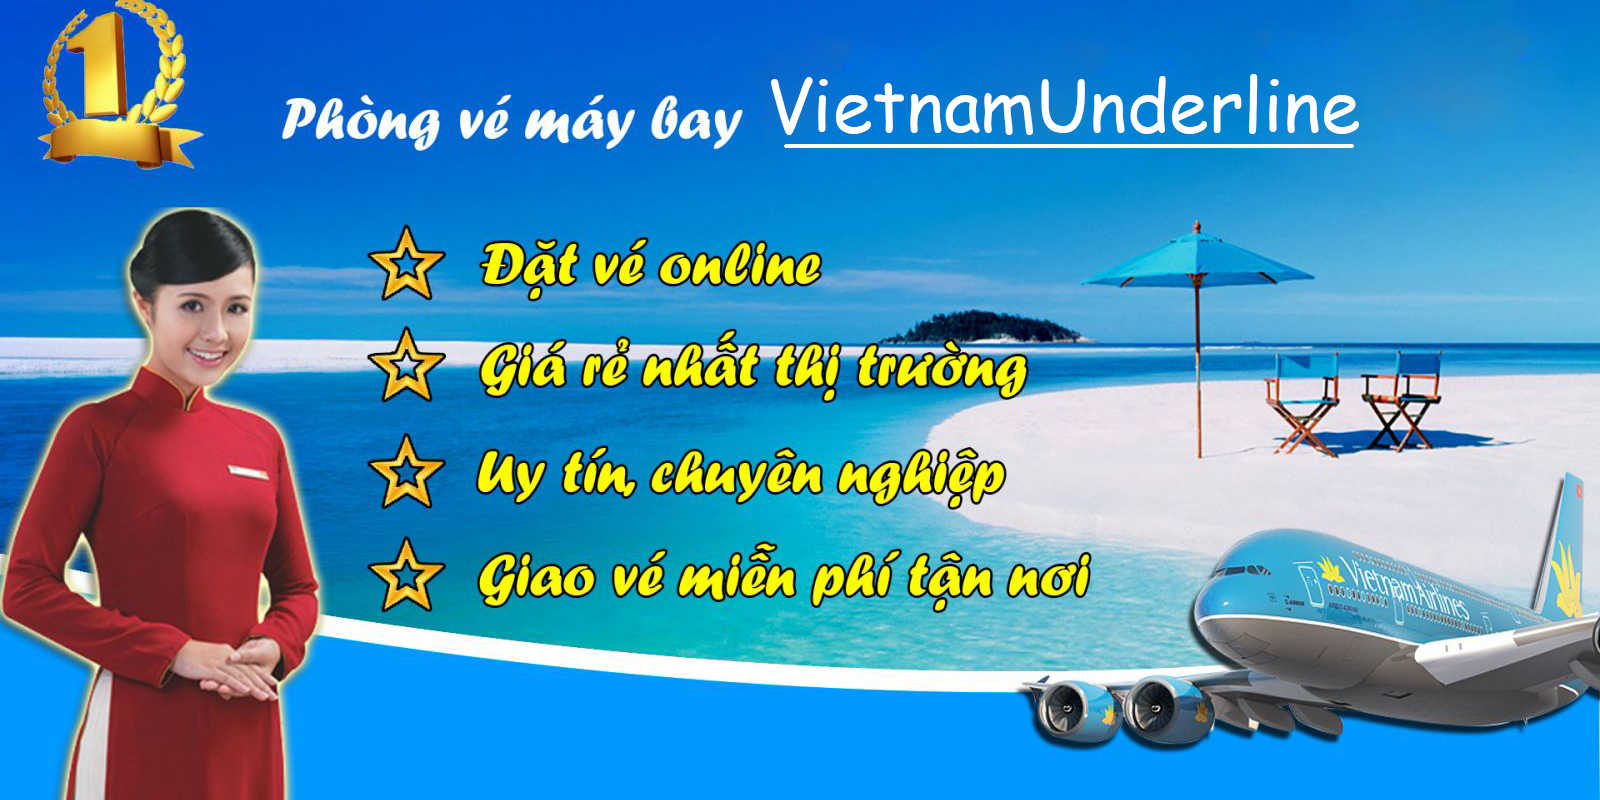 1
Phòng vé máy bay VietnamUnderline
Đặt vé online
Giá rẻ nhất thị trường
Uy tín, chuyên nghiệp
Giao vé miễn phí tận nơi
Vietnam Airlines